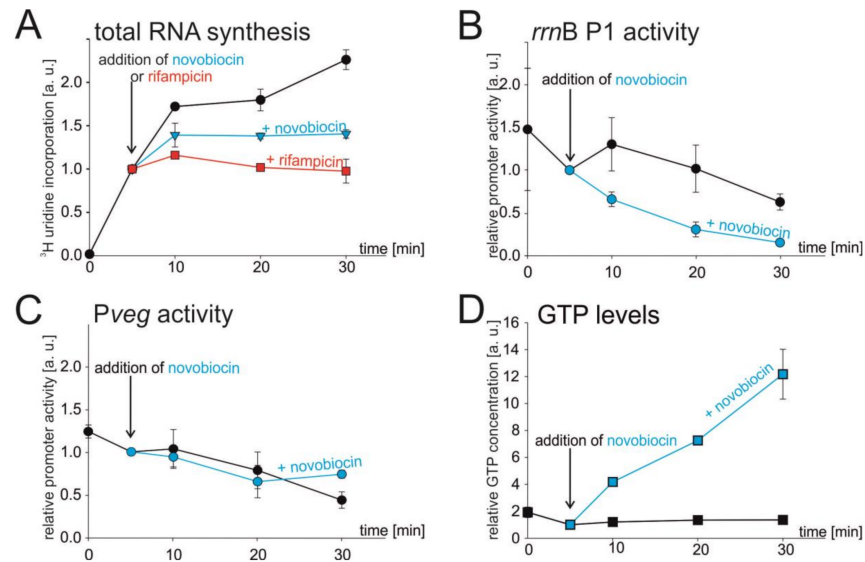 A total RNA synthesis
³H uridine incorporation [a. u.]
2.0
1.5
1.0
0.5
0.0
addition of novobiocin
or rifampicin
+ novobiocin
+ rifampicin
time [min]
0 10 20 30
B rrnB P1 activity
relative promoter activity [a. u.]
2.0
1.5
1.0
0.5
0.0
addition of novobiocin
+ novobiocin
time [min]
0 10 20 30
C Pveg activity
relative promoter activity [a. u.]
2.0
1.5
1.0
0.5
0.0
addition of novobiocin
+ novobiocin
time [min]
0 10 20 30
D GTP levels
relative GTP concentration [a. u.]
16
14
12
10
8
6
4
2
0
addition of novobiocin
+ novobiocin
time [min]
0 10 20 30